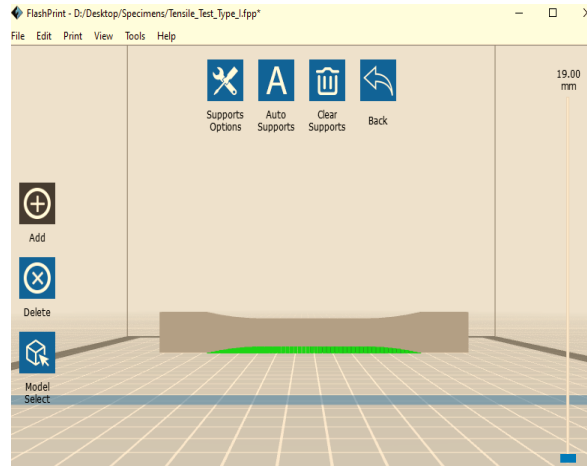 FlashPrint - D:/Desktop/Specimens/Tensile_Test_Type_I.fpp*
File Edit Print View Tools Help
19.00
mm
Supports
Options
Auto
Supports
Clear
Supports
Back
Add
Delete
Model
Select